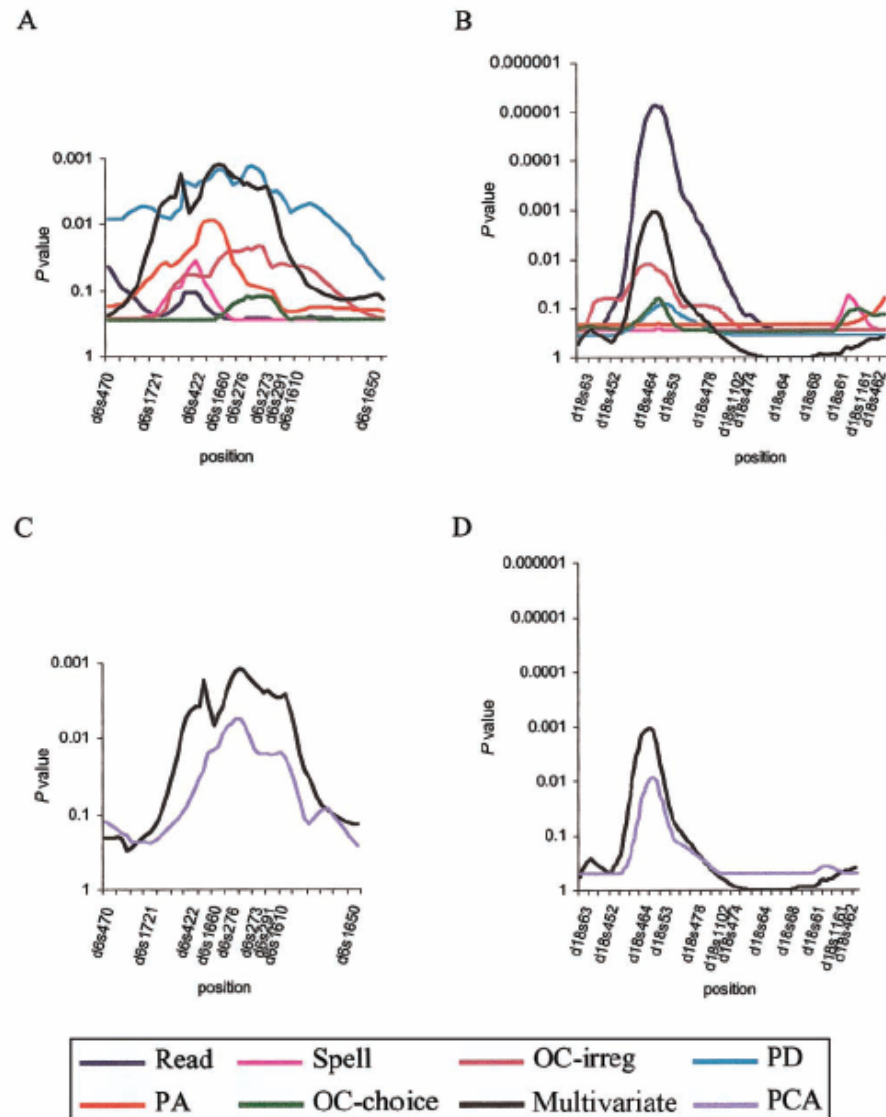 A
0.001
0.01
0.1
1
P value
d6s470
d6s1721
d6s422
d6s1660
d6s276
d6s273
d6s291
d6s1610
d6s1650
position
B
0.000001
0.00001
0.0001
0.001
0.01
0.1
1
P value
d18s63
d18s452
d18s464
d18s53
d18s478
d18s1102
d18s474
d18s64
d18s68
d18s61
d18s1161
d18s462
position
C
0.001
0.01
0.1
1
P value
d6s470
d6s1721
d6s422
d6s1660
d6s276
d6s273
d6s291
d6s1610
d6s1650
position
D
0.000001
0.00001
0.0001
0.001
0.01
0.1
1
P value
d18s63
d18s452
d18s464
d18s53
d18s478
d18s1102
d18s474
d18s64
d18s68
d18s61
d18s1161
d18s462
position
Read Spell OC-irreg PD
PA OC-choice Multivariate PCA